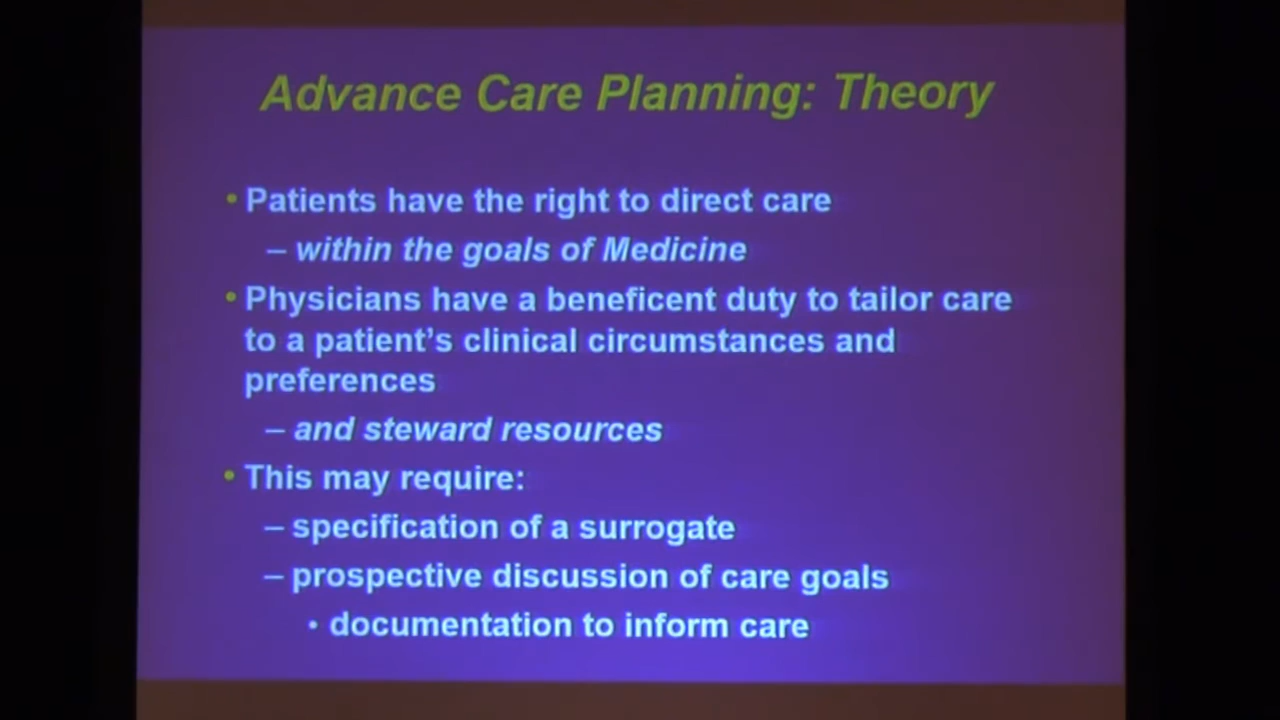 Advance Care Planning: Theory
• Patients have the right to direct care
– within the goals of Medicine
• Physicians have a beneficent duty to tailor care
to a patient's clinical circumstances and
preferences
– and steward resources
• This may require:
– specification of a surrogate
– prospective discussion of care goals
• documentation to inform care